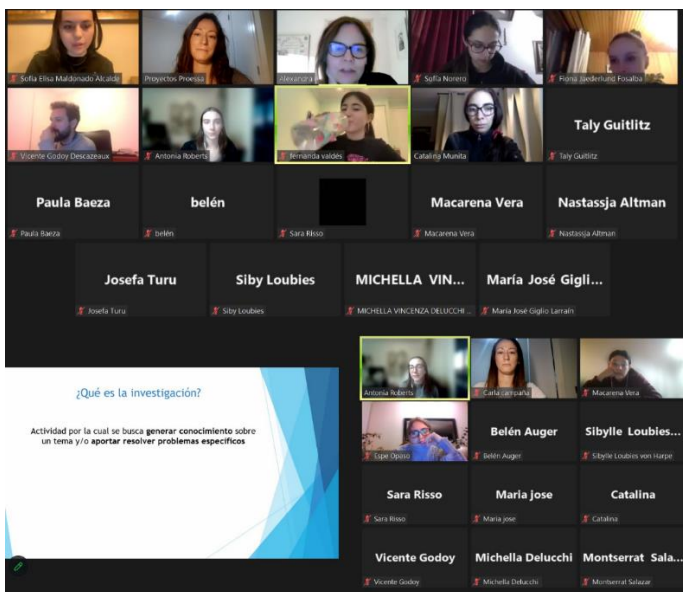 Sofia Elisa Maldonado Alcalde
Proyectos Proessa
Alexandra
Sofía Norero
Fiona Jaederlund Fosalba
Vicente Godoy Descazeaux
Antonia Roberts
fernanda valdés
Catalina Munita
Taly Guitlitz
Taly Guitlitz
Paula Baeza
Paula Baeza
belén
belén
Sara Risso
Macarena Vera
Macarena Vera
Nastassja Altman
Nastassja Altman
Josefa Turu
Josefa Turu
Siby Loubies
Siby Loubies
MICHELLA VIN...
MICHELLA VINCENZA DELUCCHI ...
María José Gigli...
María José Giglio Larraín
¿Qué es la investigación?
Actividad por la cual se busca generar conocimiento sobre
un tema y/o aportar resolver problemas específicos
Antonia Roberts
Carla campaña
Macarena Vera
Espe Opaso
Belén Auger
Belén Auger
Sibylle Loubies...
Sibylle Loubies von Harpe
Sara Risso
Sara Risso
Maria jose
Maria jose
Catalina
Catalina
Vicente Godoy
Vicente Godoy
Michella Delucchi
Michella Delucchi
Montserrat Sala...
Montserrat Salazar